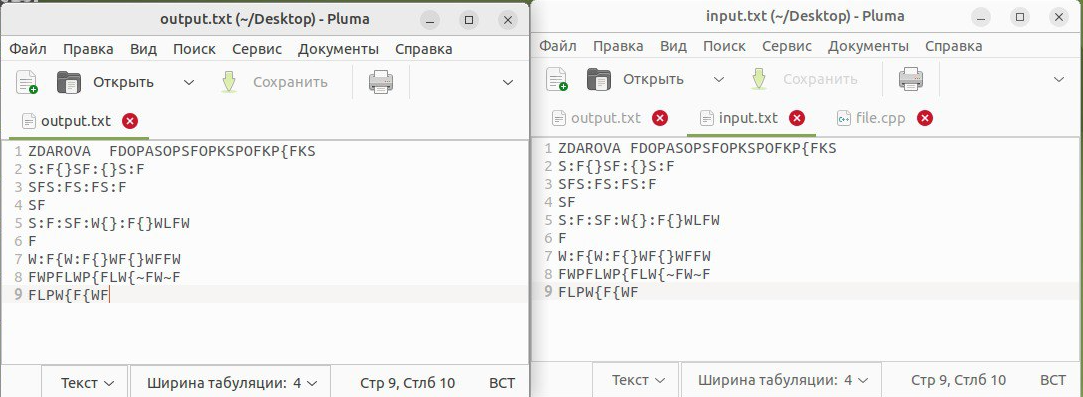 output.txt (~/Desktop) - Pluma
Файл Правка Вид Поиск Сервис Документы Справка
Открыть Сохранить
output.txt
1 ZDAROVA  FDOPASOPSFOPKSPOFKP{FKS
2 S:F{}SF:{}S:F
3 SFS:FS:FS:F
4 SF
5 S:F:SF:W{}:F{}WLFW
6 F
7 W:F{W:F{}WF{}WFFW
8 FWPFLWP{FLW{~FW~F
9 FLPW{F{WF
Текст Ширина табуляции: 4 Стр 9, Стлб 10 ВСТ
input.txt (~/Desktop) - Pluma
Файл Правка Вид Поиск Сервис Документы Справка
Открыть Сохранить
output.txt input.txt file.cpp
1 ZDAROVA FDOPASOPSFOPKSPOFKP{FKS
2 S:F{}SF:{}S:F
3 SFS:FS:FS:F
4 SF
5 S:F:SF:W{}:F{}WLFW
6 F
7 W:F{W:F{}WF{}WFFW
8 FWPFLWP{FLW{~FW~F
9 FLPW{F{WF
Текст Ширина табуляции: 4 Стр 9, Стлб 10 ВСТ